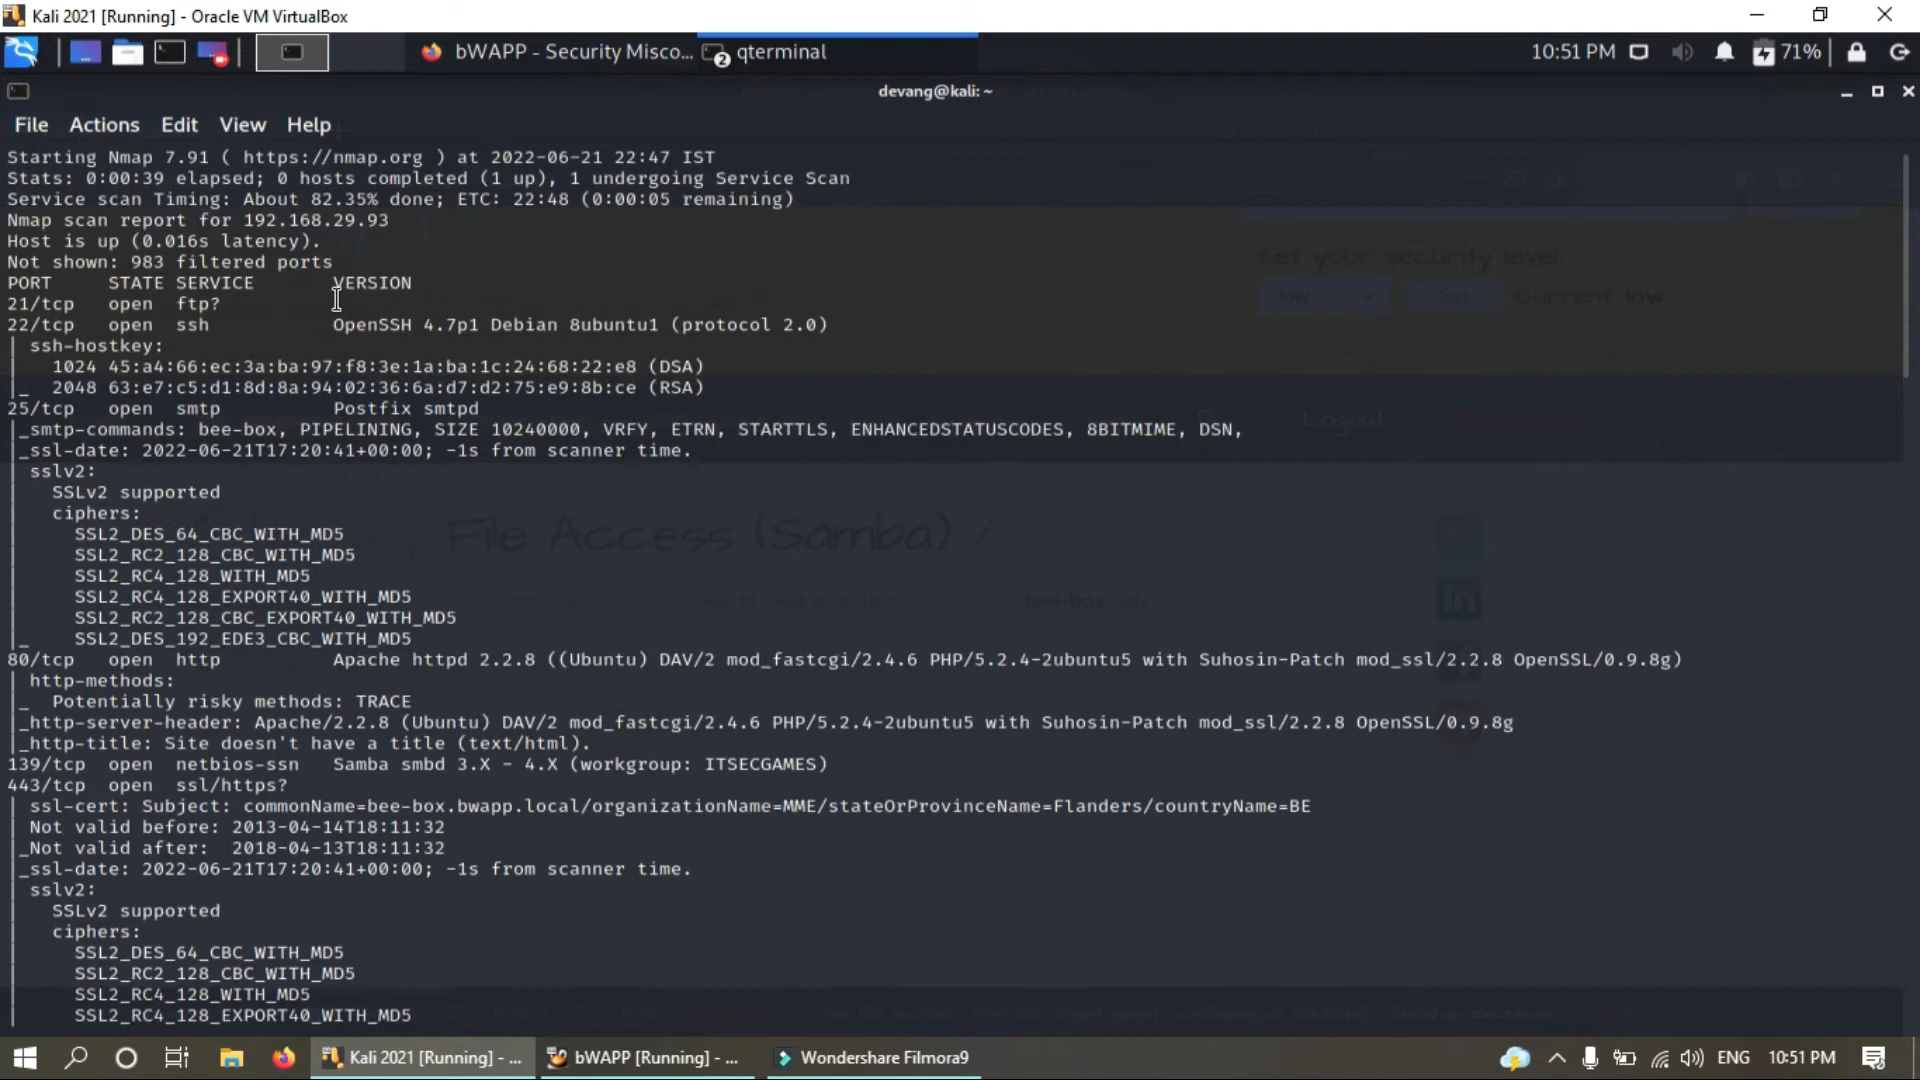 Kali 2021 [Running] - Oracle VM VirtualBox
bWAPP - Security Misco...
2
qterminal
10:51 PM
71%
devang@kali: ~
File Actions Edit View Help
Starting Nmap 7.91 ( https://nmap.org ) at 2022-06-21 22:47 IST
Stats: 0:00:39 elapsed; 0 hosts completed (1 up), 1 undergoing Service Scan
Service scan Timing: About 82.35% done; ETC: 22:48 (0:00:05 remaining)
Nmap scan report for 192.168.29.93
Host is up (0.016s latency).
Not shown: 983 filtered ports
PORT STATE SERVICE VERSION
21/tcp open ftp?
22/tcp open ssh OpenSSH 4.7p1 Debian 8ubuntu1 (protocol 2.0)
| ssh-hostkey:
| 1024 45:a4:66:ec:3a:ba:97:f8:3e:1a:ba:1c:24:68:22:e8 (DSA)
|_ 2048 63:e7:c5:d1:8d:8a:94:02:36:6a:d7:d2:75:e9:8b:ce (RSA)
25/tcp open smtp Postfix smtpd
|_smtp-commands: bee-box, PIPELINING, SIZE 10240000, VRFY, ETRN, STARTTLS, ENHANCEDSTATUSCODES, 8BITMIME, DSN,
|_ssl-date: 2022-06-21T17:20:41+00:00; -1s from scanner time.
| sslv2:
| SSLv2 supported
| ciphers:
| SSL2_DES_64_CBC_WITH_MD5
| SSL2_RC2_128_CBC_WITH_MD5
| SSL2_RC4_128_WITH_MD5
| SSL2_RC4_128_EXPORT40_WITH_MD5
| SSL2_RC2_128_CBC_EXPORT40_WITH_MD5
|_ SSL2_DES_192_EDE3_CBC_WITH_MD5
80/tcp open http Apache httpd 2.2.8 ((Ubuntu) DAV/2 mod_fastcgi/2.4.6 PHP/5.2.4-2ubuntu5 with Suhosin-Patch mod_ssl/2.2.8 OpenSSL/0.9.8g)
| http-methods:
|_ Potentially risky methods: TRACE
|_http-server-header: Apache/2.2.8 (Ubuntu) DAV/2 mod_fastcgi/2.4.6 PHP/5.2.4-2ubuntu5 with Suhosin-Patch mod_ssl/2.2.8 OpenSSL/0.9.8g
|_http-title: Site doesn't have a title (text/html).
139/tcp open netbios-ssn Samba smbd 3.X - 4.X (workgroup: ITSECGAMES)
443/tcp open ssl/https?
| ssl-cert: Subject: commonName=bee-box.bwapp.local/organizationName=MME/stateOrProvinceName=Flanders/countryName=BE
| Not valid before: 2013-04-14T18:11:32
|_Not valid after: 2018-04-13T18:11:32
|_ssl-date: 2022-06-21T17:20:41+00:00; -1s from scanner time.
| sslv2:
| SSLv2 supported
| ciphers:
| SSL2_DES_64_CBC_WITH_MD5
| SSL2_RC2_128_CBC_WITH_MD5
| SSL2_RC4_128_WITH_MD5
| SSL2_RC4_128_EXPORT40_WITH_MD5
Set your security level:
low Set Current: low
Logout
File Access (Samba) /
Kali 2021 [Running] - ...
bWAPP [Running] - ...
Wondershare Filmora9
ENG
10:51 PM